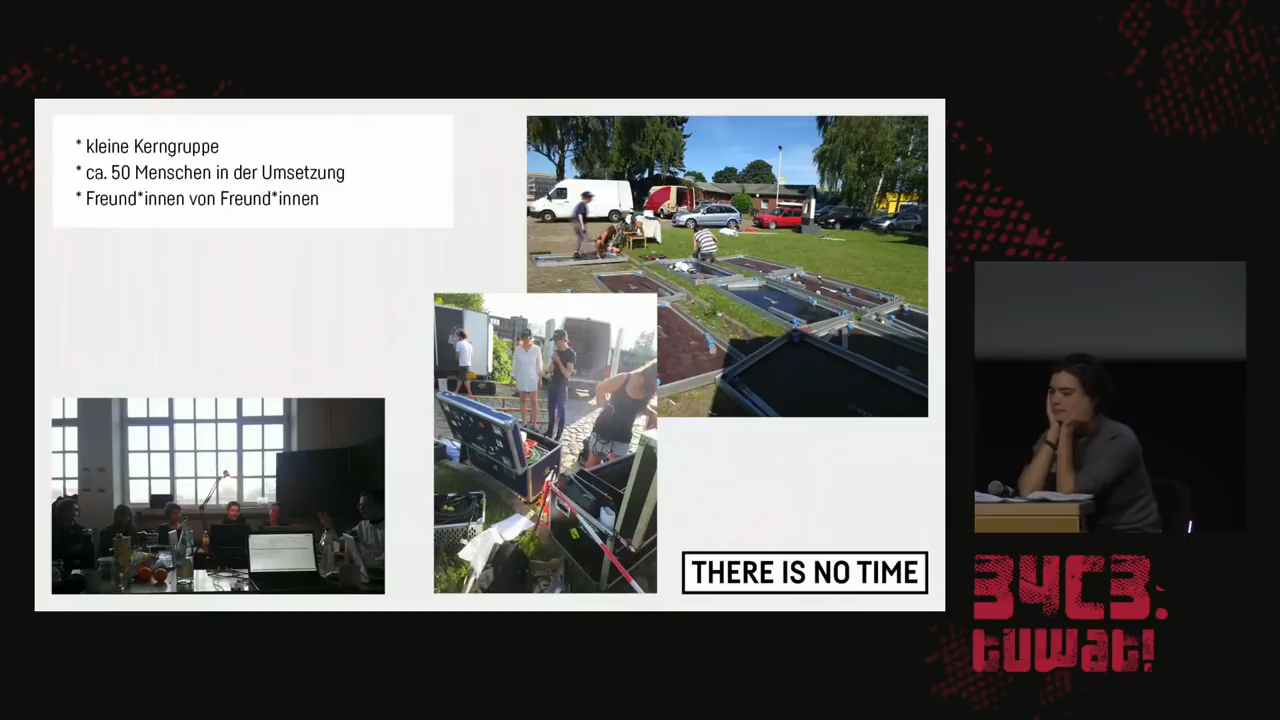 * kleine Kerngruppe
* ca. 50 Menschen in der Umsetzung
* Freund*innen von Freund*innen
THERE IS NO TIME
34C3.
tuwat!